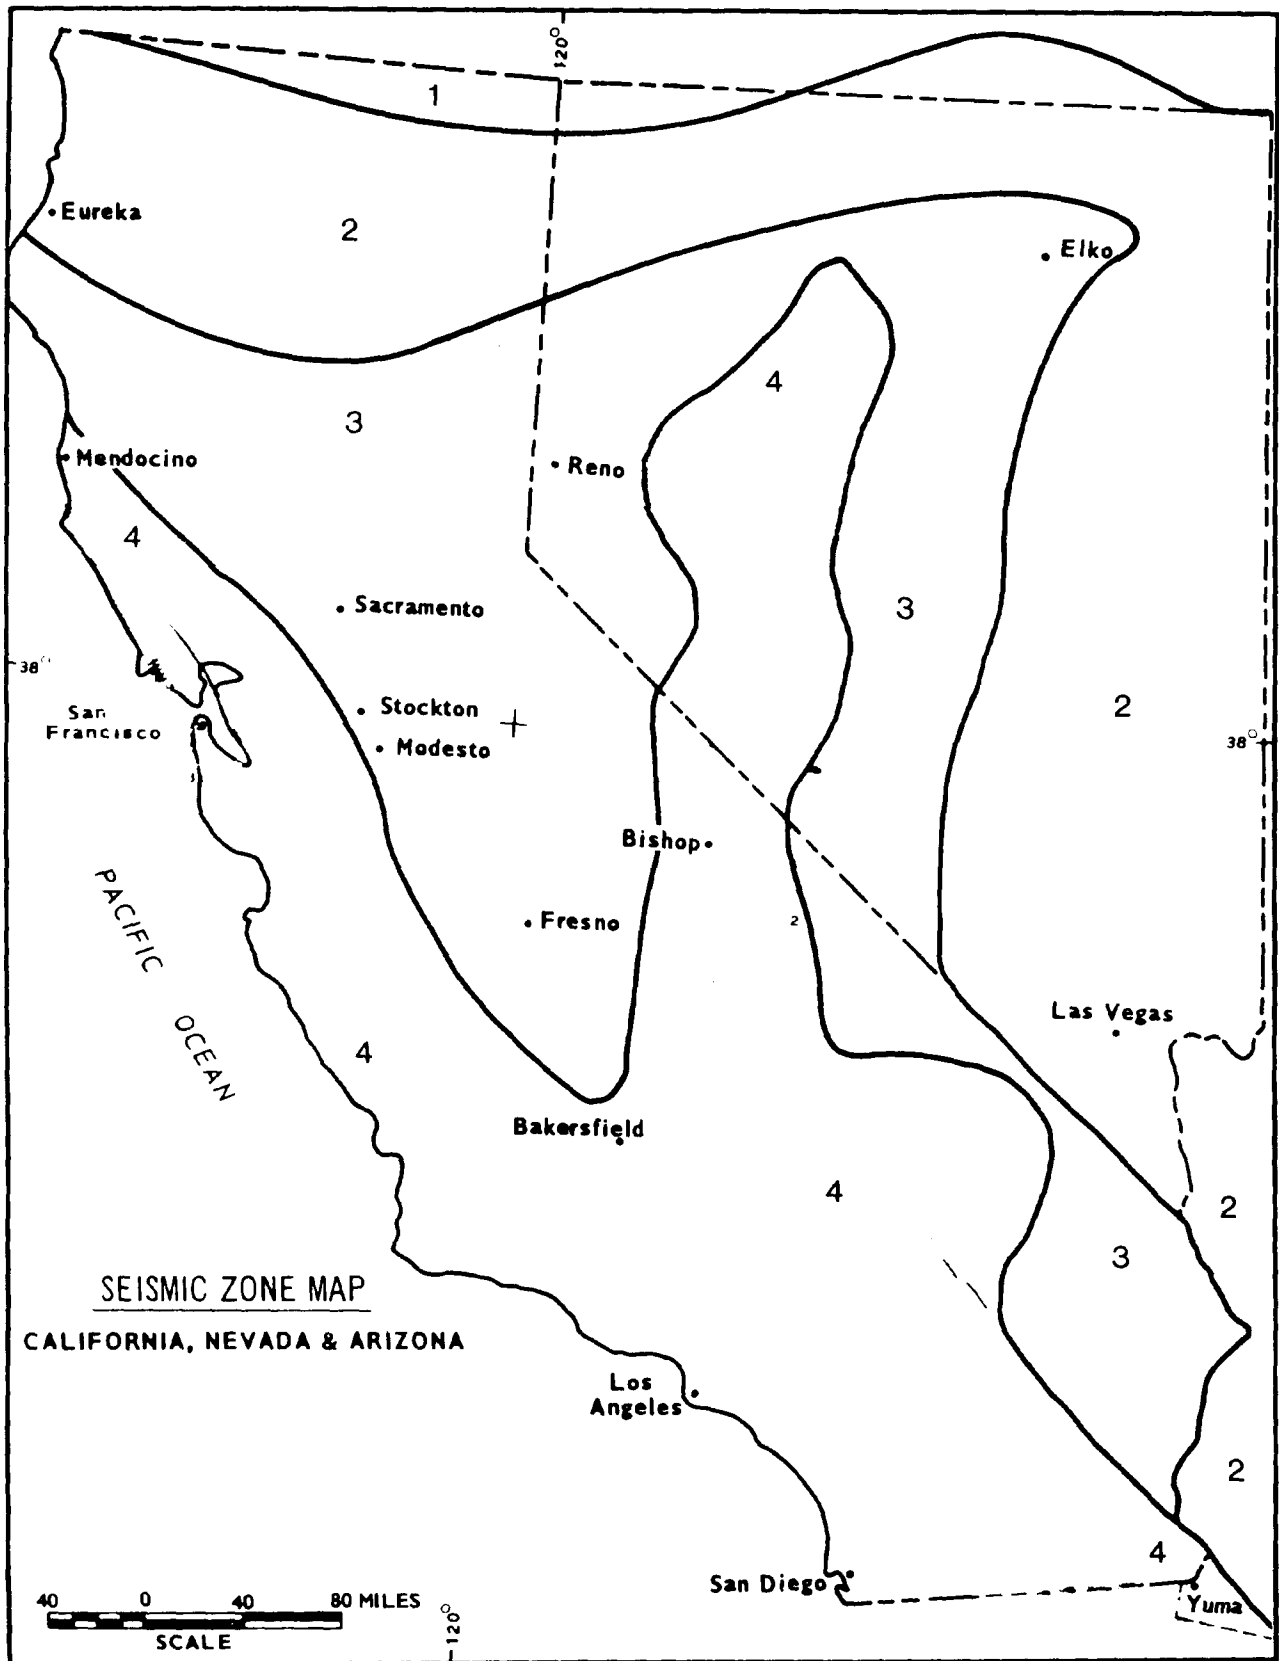 120°
1
Eureka
2
Elko
4
3
Mendocino
Reno
4
Sacramento
3
38°
Stockton
2
San
Francisco
Modesto
38°
Bishop
PACIFIC OCEAN
Fresno
2
Las Vegas
4
Bakersfield
4
2
3
SEISMIC ZONE MAP
CALIFORNIA, NEVADA & ARIZONA
Los
Angeles
2
4
San Diego
Yuma
40 0 40 80 MILES
SCALE
120°